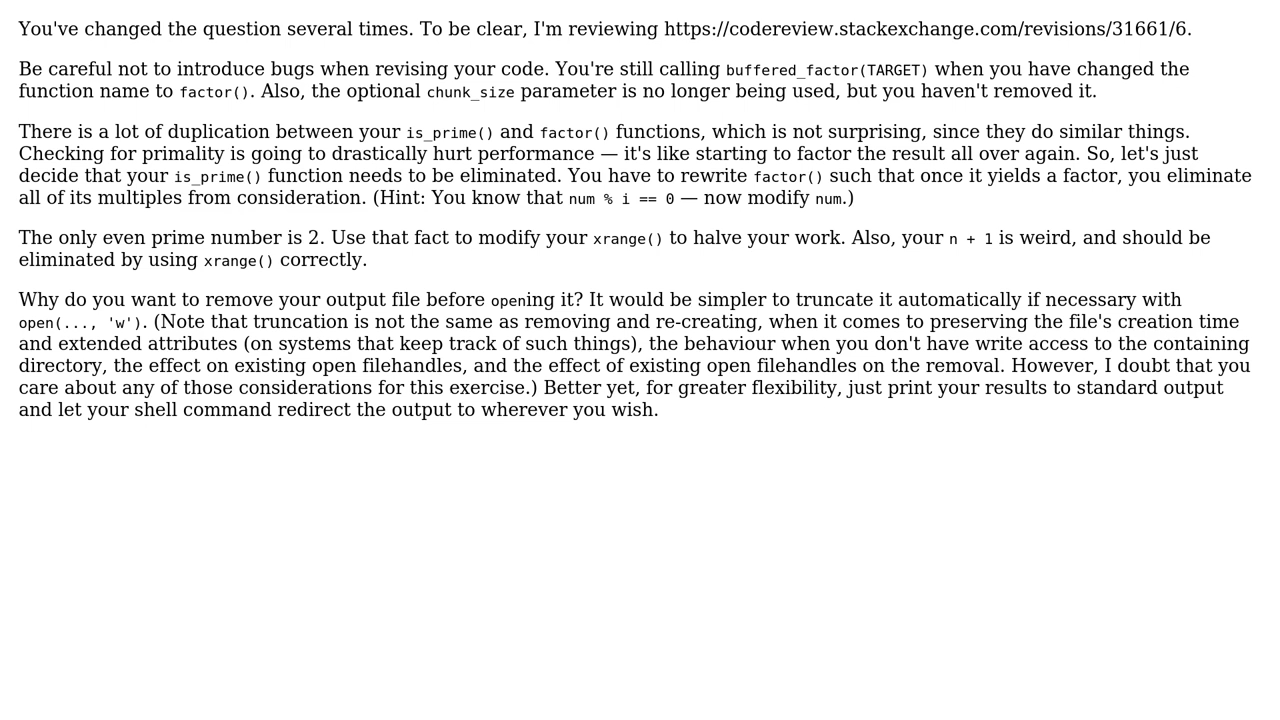 You've changed the question several times. To be clear, I'm reviewing https://codereview.stackexchange.com/revisions/31661/6.
Be careful not to introduce bugs when revising your code. You're still calling buffered_factor(TARGET) when you have changed the
function name to factor(). Also, the optional chunk_size parameter is no longer being used, but you haven't removed it.
There is a lot of duplication between your is_prime() and factor() functions, which is not surprising, since they do similar things.
Checking for primality is going to drastically hurt performance — it's like starting to factor the result all over again. So, let's just
decide that your is_prime() function needs to be eliminated. You have to rewrite factor() such that once it yields a factor, you eliminate
all of its multiples from consideration. (Hint: You know that num % i == 0 — now modify num.)
The only even prime number is 2. Use that fact to modify your xrange() to halve your work. Also, your n + 1 is weird, and should be
eliminated by using xrange() correctly.
Why do you want to remove your output file before opening it? It would be simpler to truncate it automatically if necessary with
open(..., 'w'). (Note that truncation is not the same as removing and re-creating, when it comes to preserving the file's creation time
and extended attributes (on systems that keep track of such things), the behaviour when you don't have write access to the containing
directory, the effect on existing open filehandles, and the effect of existing open filehandles on the removal. However, I doubt that you
care about any of those considerations for this exercise.) Better yet, for greater flexibility, just print your results to standard output
and let your shell command redirect the output to wherever you wish.